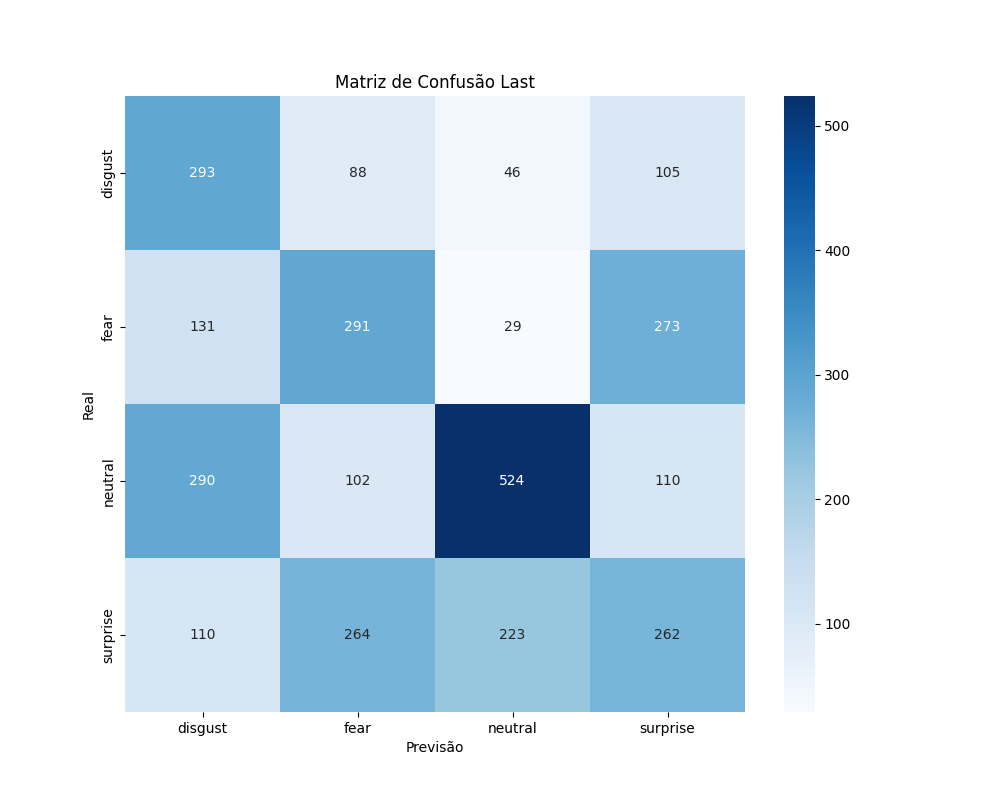 Matriz de Confusão Last
disgust
293 88 46 105
500
400
fear
131 291 29 273
300
Real
neutral
290 102 524 110
200
surprise
110 264 223 262
100
disgust fear neutral surprise
Previsão